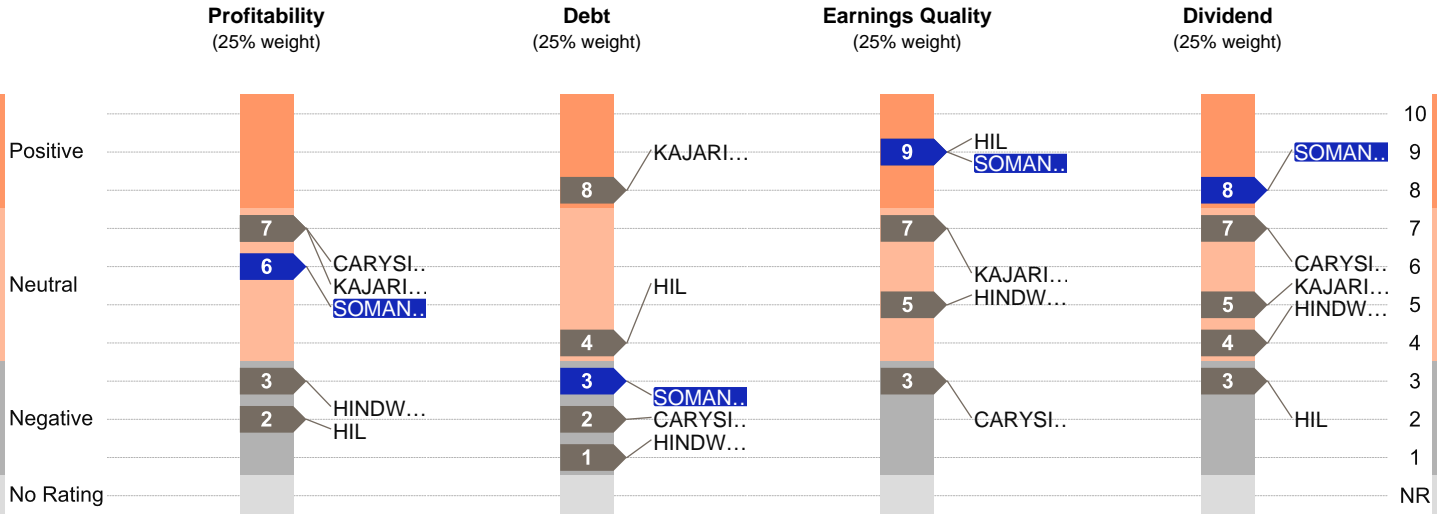 Profitability
(25% weight)
Debt
(25% weight)
Earnings Quality
(25% weight)
Dividend
(25% weight)
Positive
Neutral
Negative
No Rating
7
6
3
2
CARYSI..
KAJARI...
SOMAN..
HINDW...
HIL
8
4
3
2
1
KAJARI...
HIL
SOMAN..
CARYSI..
HINDW...
9
7
5
3
HIL
SOMAN..
KAJARI...
HINDW...
CARYSI..
8
7
5
4
3
SOMAN..
CARYSI..
KAJARI...
HINDW...
HIL
10
9
8
7
6
5
4
3
2
1
NR